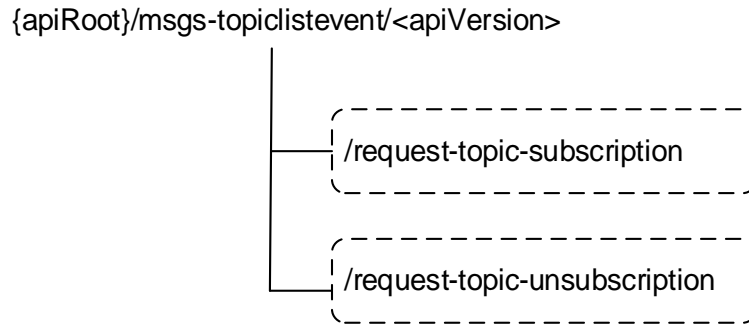 {apiRoot}/msgs-topiclistevent/<apiVersion>
/request-topic-subscription
/request-topic-unsubscription